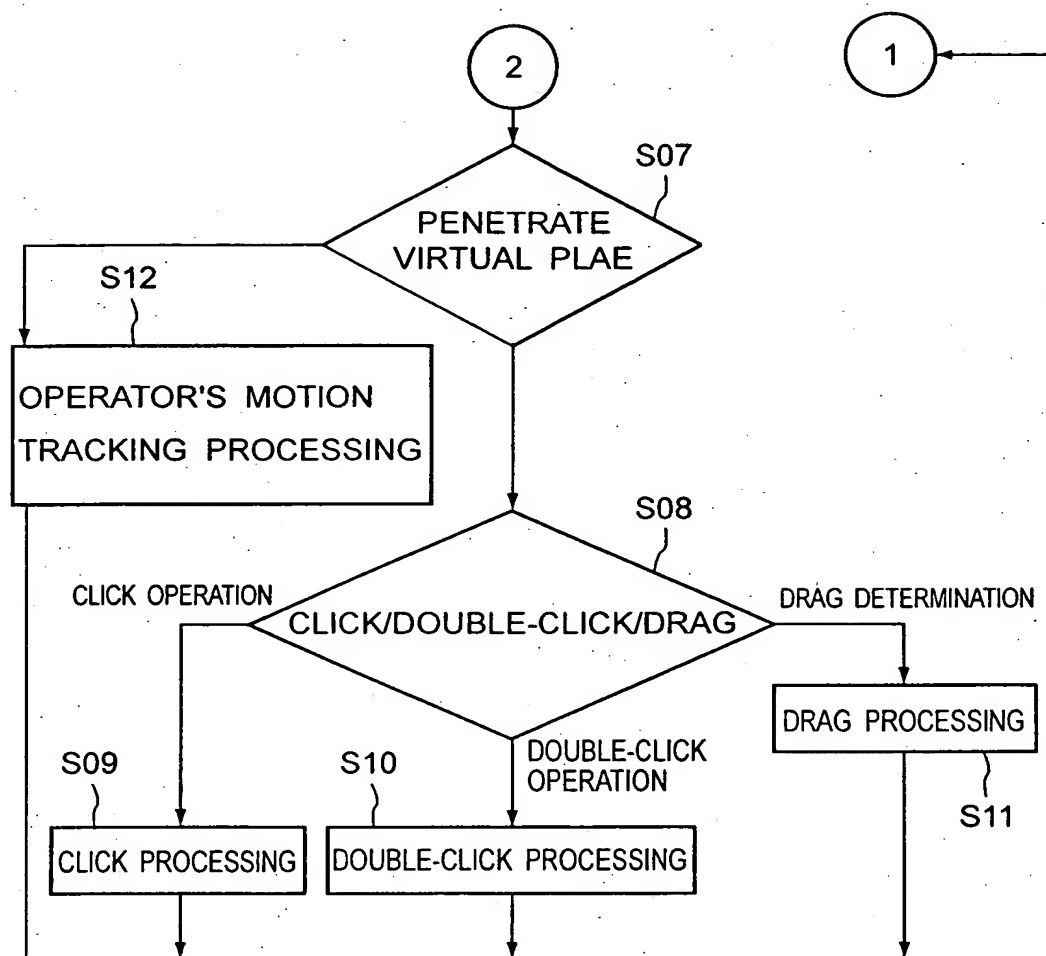 2
1
S07
PENETRATE
VIRTUAL PLAE
S12
OPERATOR'S MOTION
TRACKING PROCESSING
S08
CLICK OPERATION
DRAG DETERMINATION
CLICK/DOUBLE-CLICK/DRAG
DRAG PROCESSING
DOUBLE-CLICK
OPERATION
S09
S10
S11
CLICK PROCESSING
DOUBLE-CLICK PROCESSING